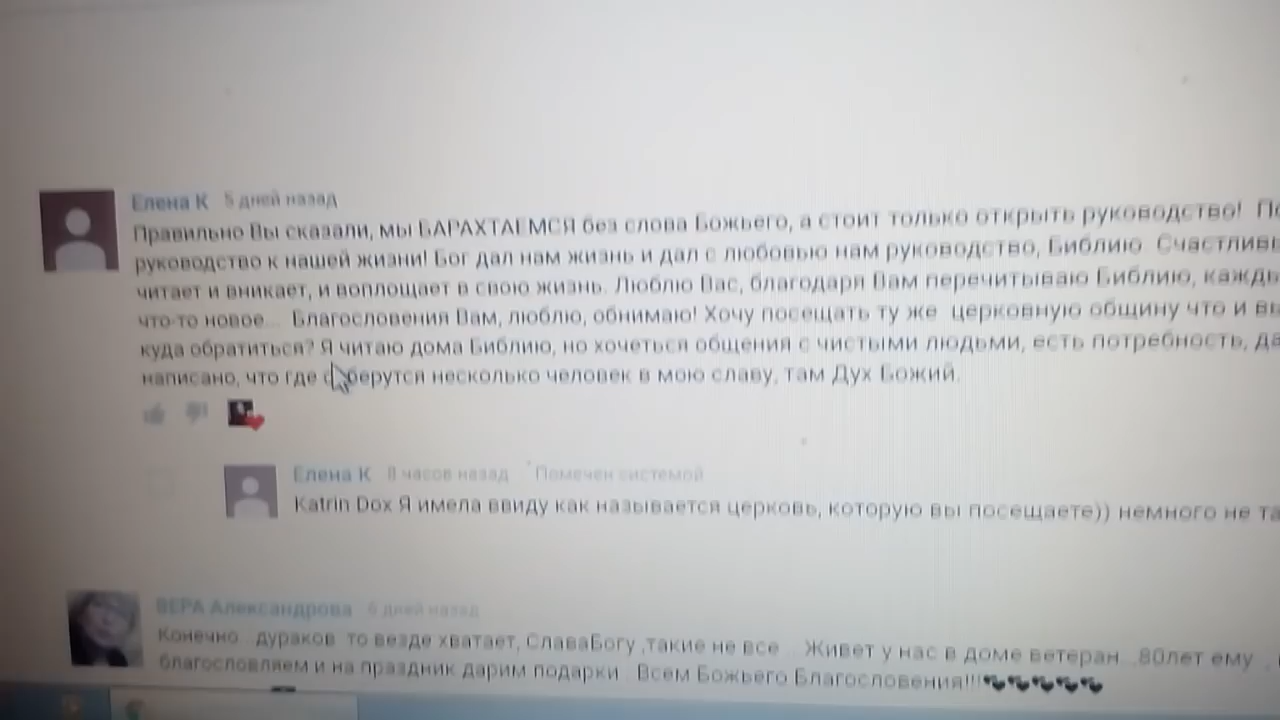 Елена К 5 дней назад
Правильно Вы сказали, мы БАРАХТАЕМСЯ без слова Божьего, а стоит только открыть руководство!
руководство к нашей жизни! Бог дал нам жизнь и дал с любовью нам руководство, Библию Счастливы
читает и вникает, и воплощает в свою жизнь. Люблю Вас, благодаря Вам перечитываю Библию, кажды
что-то новое... Благословения Вам, люблю, обнимаю! Хочу посещать ту же церковную общину что и вы
куда обратиться? Я читаю дома Библию, но хочеться общения с чистыми людьми, есть потребность, да
написано, что где соберутся несколько человек в мою славу, там Дух Божий.
Елена К 8 часов назад Помечен системой
Katrin Dox Я имела ввиду как называется церковь, которую вы посещаете)) немного не та
ВЕРА Александрова 6 дней назад
Конечно дураков то везде хватает, СлаваБогу ,такие не все ... Живет у нас в доме ветеран ..80лет ему
благословляем и на праздник дарим подарки . Всем Божьего Благословения!!!